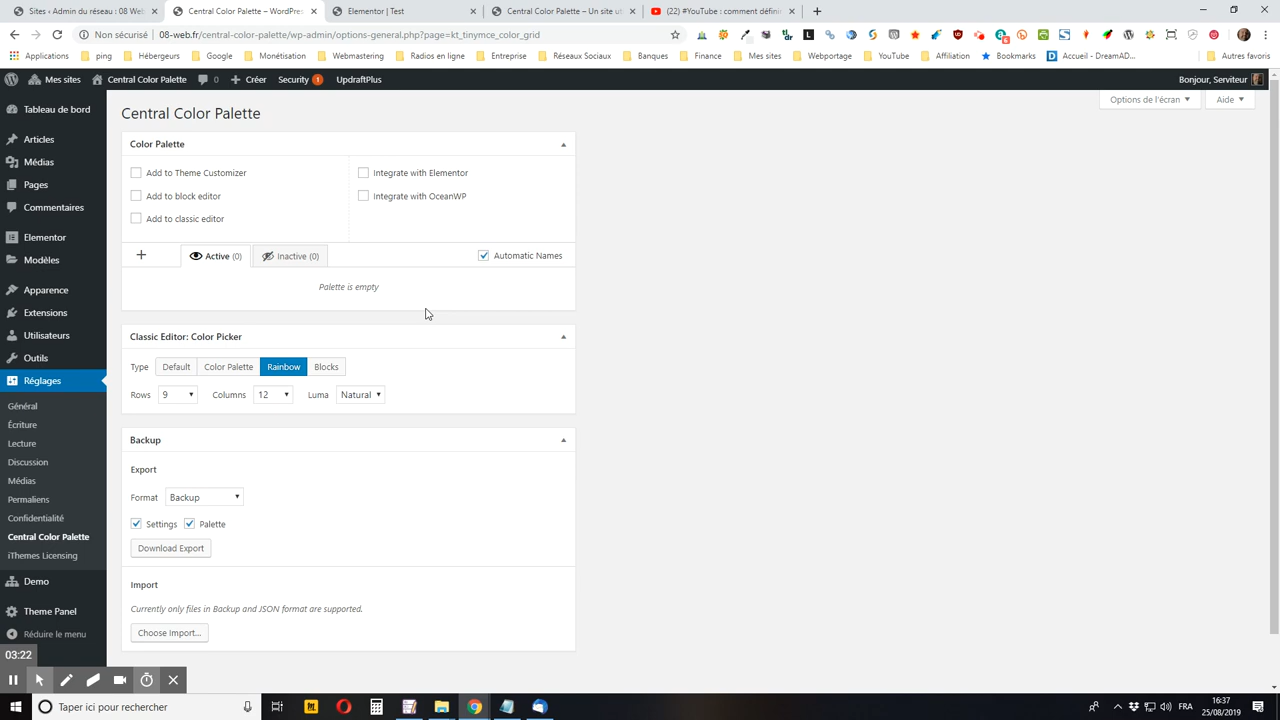 Sites ‹ Admin du réseau : 08 Web
Central Color Palette – WordPres
Elementor | Test
Central Color Palette – Un site ut
(22) #YouTube : comment définir
Non sécurisé | 08-web.fr/central-color-palette/wp-admin/options-general.php?page=kt_tinymce_color_grid
Applications
ping
Hébergeurs
Google
Monétisation
Webmastering
Radios en ligne
Entreprise
Réseaux Sociaux
Banques
Finance
Mes sites
Webportage
YouTube
Affiliation
Bookmarks
Accueil - DreamAD...
Autres favoris
Mes sites
Central Color Palette
0
Créer
Security 1
UpdraftPlus
Bonjour, Serviteur
Options de l'écran
Aide
Tableau de bord
Articles
Médias
Pages
Commentaires
Elementor
Modèles
Apparence
Extensions
Utilisateurs
Outils
Réglages
Général
Écriture
Lecture
Discussion
Médias
Permaliens
Confidentialité
Central Color Palette
iThemes Licensing
Demo
Theme Panel
Réduire le menu
Central Color Palette
Color Palette
Add to Theme Customizer
Integrate with Elementor
Add to block editor
Integrate with OceanWP
Add to classic editor
Active (0)
Inactive (0)
Automatic Names
Palette is empty
Classic Editor: Color Picker
Type Default Color Palette Rainbow Blocks
Rows 9 Columns 12 Luma Natural
Backup
Export
Format Backup
Settings Palette
Download Export
Import
Currently only files in Backup and JSON format are supported.
Choose Import...
03:22
Taper ici pour rechercher
FRA
16:37
25/08/2019